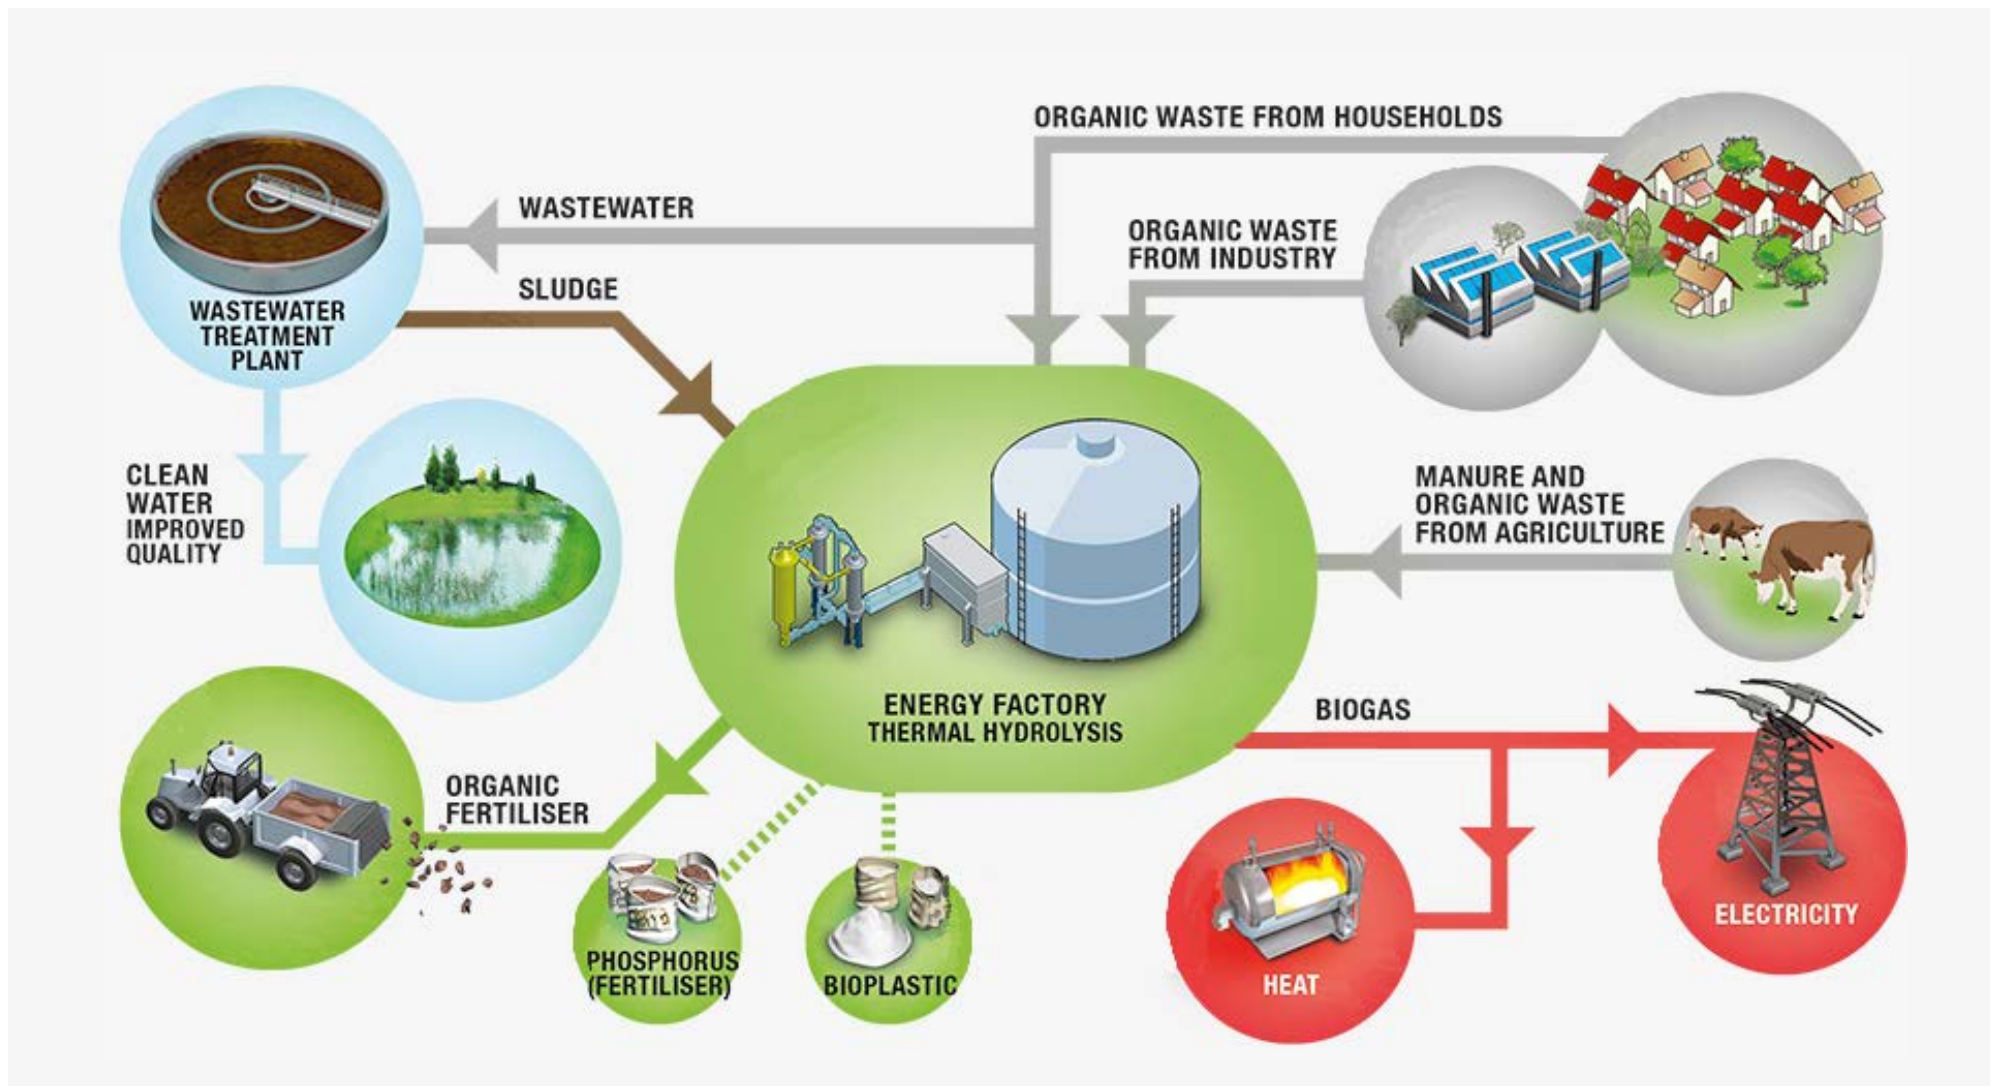 ORGANIC WASTE FROM HOUSEHOLDS
WASTEWATER
ORGANIC WASTE
FROM INDUSTRY
SLUDGE
WASTEWATER
TREATMENT
PLANT
CLEAN
WATER
IMPROVED
QUALITY
MANURE AND
ORGANIC WASTE
FROM AGRICULTURE
ENERGY FACTORY
THERMAL HYDROLYSIS
BIOGAS
ORGANIC
FERTILISER
PHOSPHORUS
(FERTILISER)
BIOPLASTIC
HEAT
ELECTRICITY